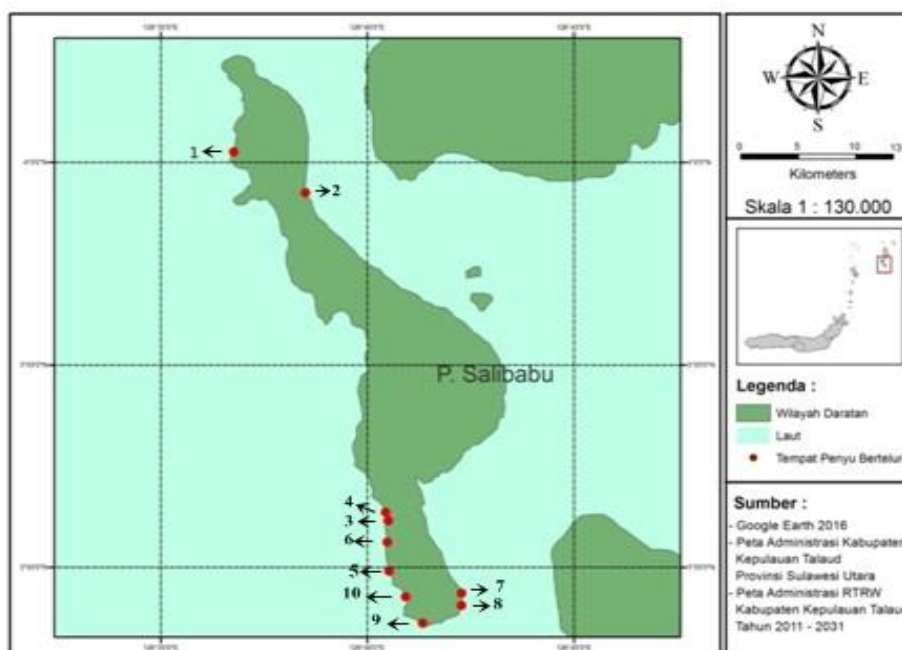 N
W
E
S
0
5
10
13
Kilometers
Skala 1 : 130.000
1
2
P. Salibabu
4
3
6
5
10
7
8
9
Legenda :
Wilayah Daratan
Laut
Tempat Penyu Bertelur
Sumber :
- Google Earth 2016
- Peta Administrasi Kabupaten
Kepulauan Talaud
Provinsi Sulawesi Utara
- Peta Administrasi RTRW
Kabupaten Kepulauan Talaud
Tahun 2011 - 2031